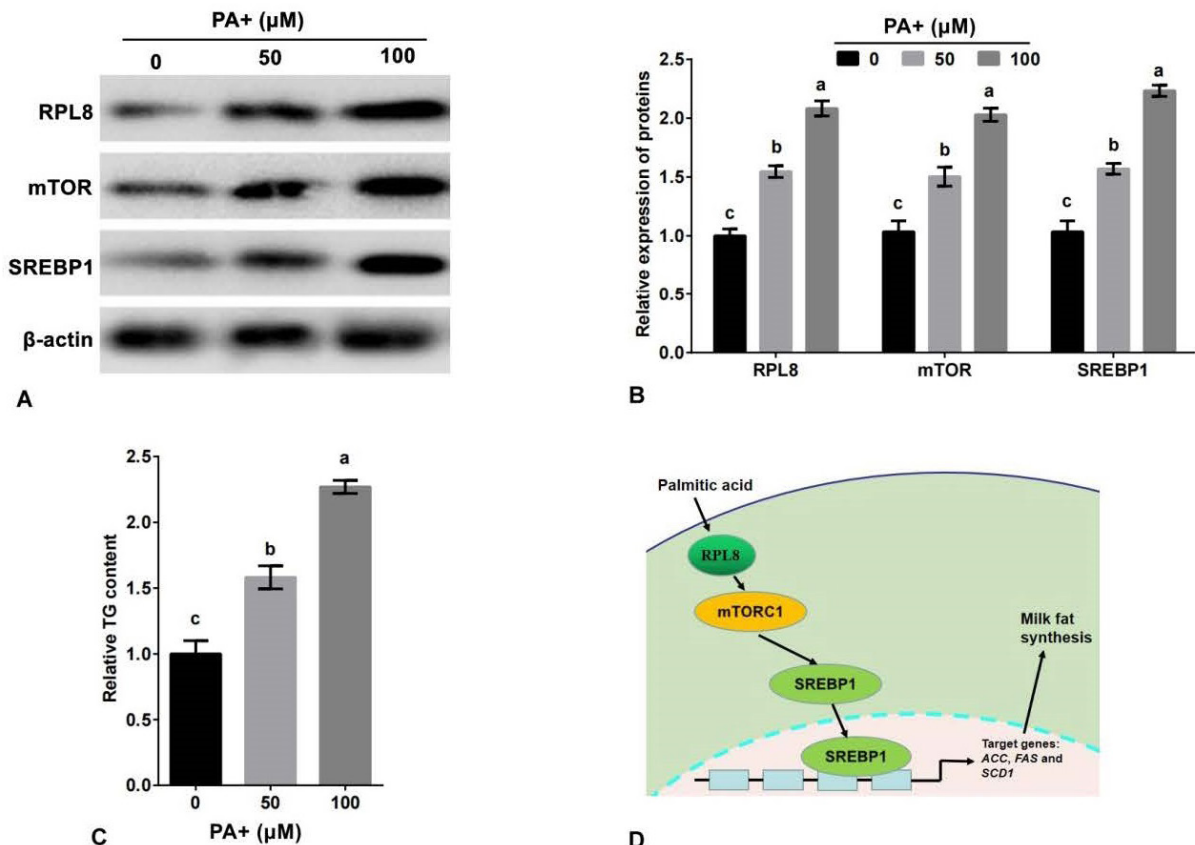 PA+ (μM)
0 50 100
RPL8
mTOR
SREBP1
β-actin
A
PA+ (μM)
0 50 100
Relative expression of proteins
2.5
2.0
1.5
1.0
0.5
0.0
c b a
c b a
c b a
RPL8 mTOR SREBP1
B
Relative TG content
2.5
2.0
1.5
1.0
0.5
0.0
c
b
a
0 50 100
PA+ (μM)
C
Palmitic acid
RPL8
mTORC1
SREBP1
SREBP1
Target genes:
ACC, FAS and
SCD1
Milk fat
synthesis
D